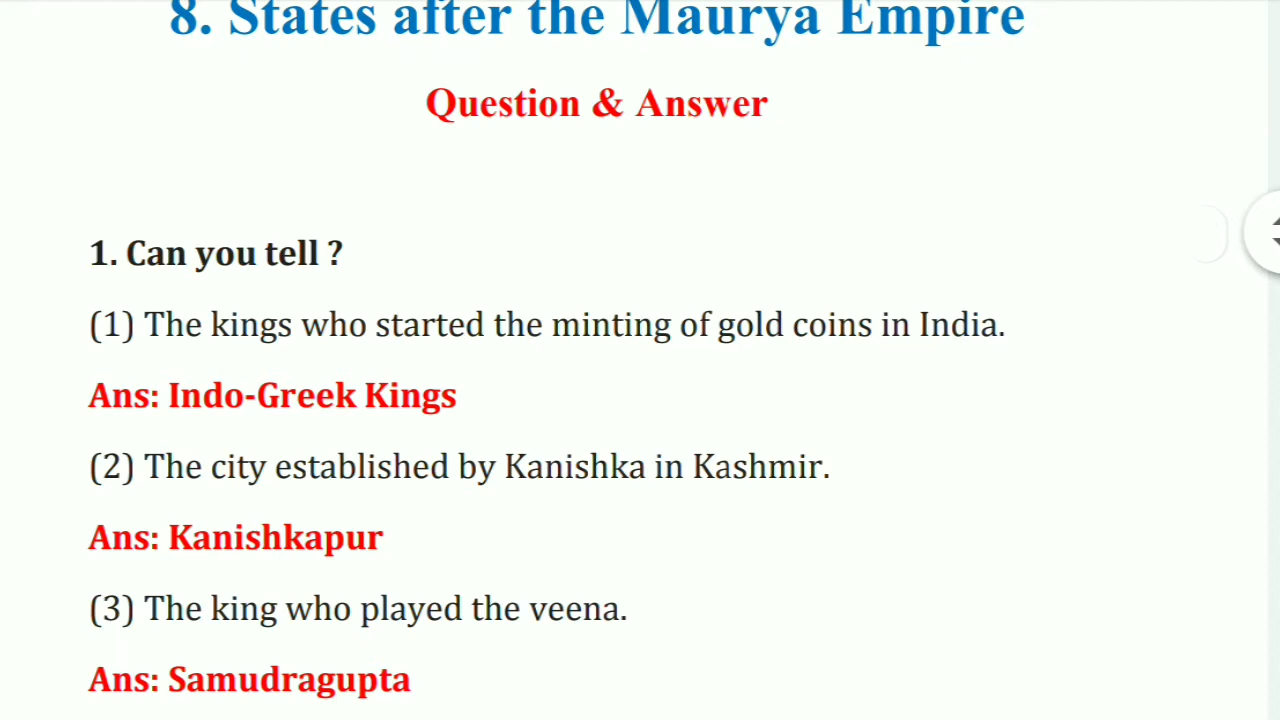 8. States after the Maurya Empire
Question & Answer
1. Can you tell ?
(1) The kings who started the minting of gold coins in India.
Ans: Indo-Greek Kings
(2) The city established by Kanishka in Kashmir.
Ans: Kanishkapur
(3) The king who played the veena.
Ans: Samudragupta